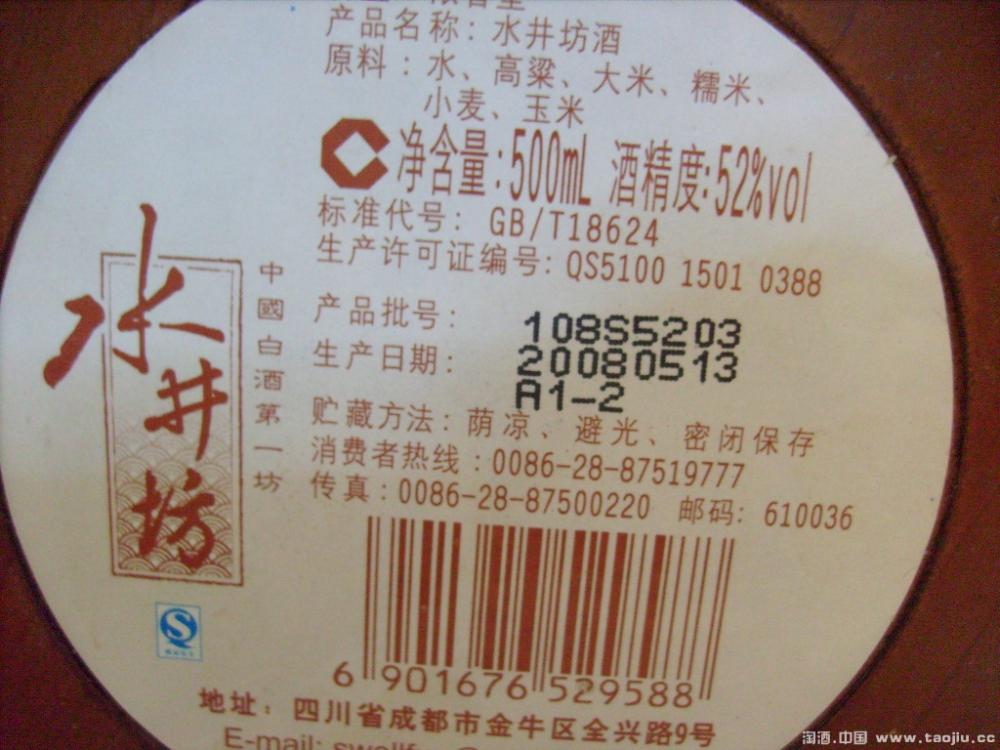 产品名称：水井坊酒
原料：水、高粱、大米、糯米、
小麦、玉米
净含量：500mL 酒精度：52%vol
标准代号：GB/T18624
生产许可证编号：QS5100 1501 0388
产品批号：108S5203
生产日期：20080513
A1-2
贮藏方法：荫凉、避光、密闭保存
消费者热线：0086-28-87519777
传真：0086-28-87500220 邮码：610036
水井坊
中國白酒第一坊
6 901676 529588
地址：四川省成都市金牛区全兴路9号
E-mail: swellf
淘酒.中国 www.taojiu.cc